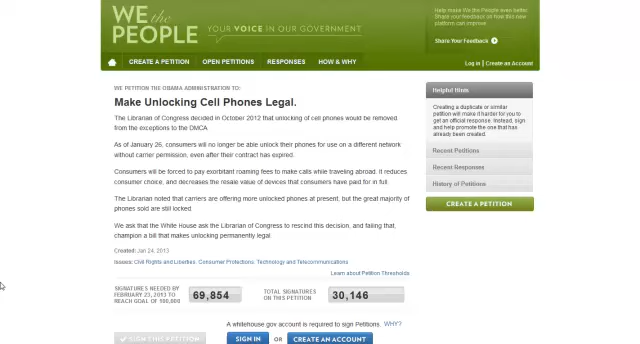 WE the
PEOPLE
YOUR VOICE IN OUR GOVERNMENT
Help make We the People even better.
Share your feedback on how this new
platform can improve.
Share Your Feedback
CREATE A PETITION OPEN PETITIONS RESPONSES HOW & WHY
Log in | Create an Account
WE PETITION THE OBAMA ADMINISTRATION TO:
Make Unlocking Cell Phones Legal.
The Librarian of Congress decided in October 2012 that unlocking of cell phones would be removed
from the exceptions to the DMCA.
As of January 26, consumers will no longer be able unlock their phones for use on a different network
without carrier permission, even after their contract has expired.
Consumers will be forced to pay exorbitant roaming fees to make calls while traveling abroad. It reduces
consumer choice, and decreases the resale value of devices that consumers have paid for in full.
The Librarian noted that carriers are offering more unlocked phones at present, but the great majority of
phones sold are still locked.
We ask that the White House ask the Librarian of Congress to rescind this decision, and failing that,
champion a bill that makes unlocking permanently legal.
Created: Jan 24, 2013
Issues: Civil Rights and Liberties, Consumer Protections, Technology and Telecommunications
Learn about Petition Thresholds
SIGNATURES NEEDED BY
FEBRUARY 23, 2013 TO
REACH GOAL OF 100,000
69,854
TOTAL SIGNATURES
ON THIS PETITION
30,146
A whitehouse.gov account is required to sign Petitions. WHY?
SIGN THIS PETITION SIGN IN OR CREATE AN ACCOUNT
Helpful Hints
Creating a duplicate or similar
petition will make it harder for you to
get an official response. Instead, sign
and help promote the one that has
already been created.
Recent Petitions
Recent Responses
History of Petitions
CREATE A PETITION